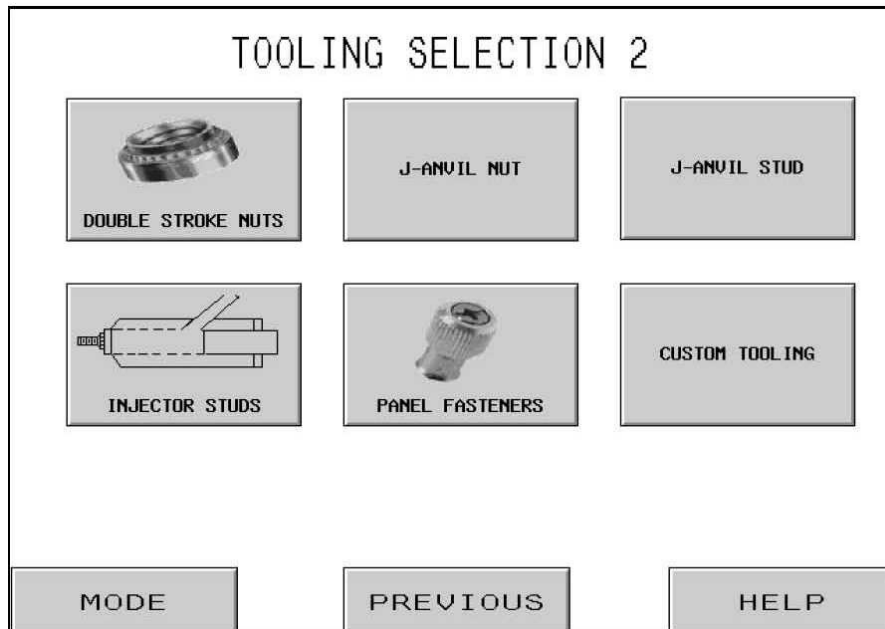 TOOLING SELECTION 2
DOUBLE STROKE NUTS
J-ANVIL NUT
J-ANVIL STUD
INJECTOR STUDS
PANEL FASTENERS
CUSTOM TOOLING
MODE
PREVIOUS
HELP